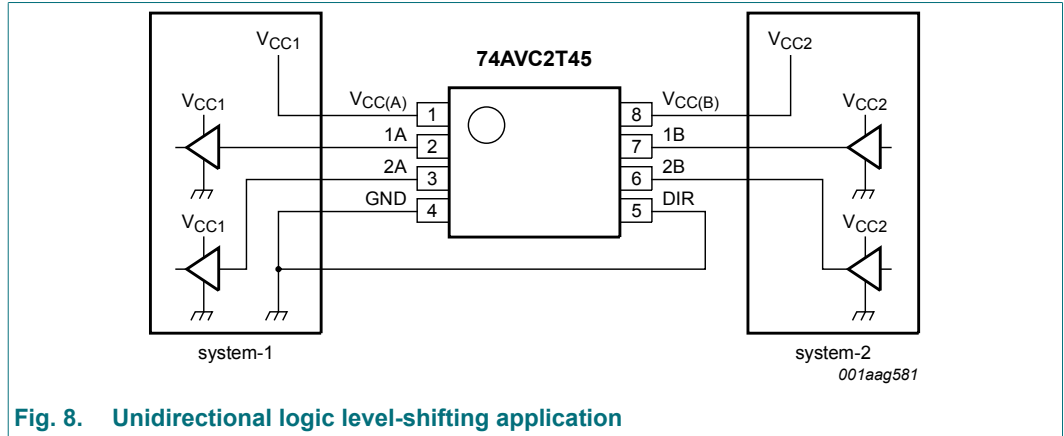 VCC1
VCC2
74AVC2T45
VCC1
VCC(A)
VCC(B)
VCC2
1
8
1A
1B
2
7
2A
2B
3
6
GND
DIR
4
5
VCC1
VCC2
system-1
system-2
001aag581
Fig. 8. Unidirectional logic level-shifting application